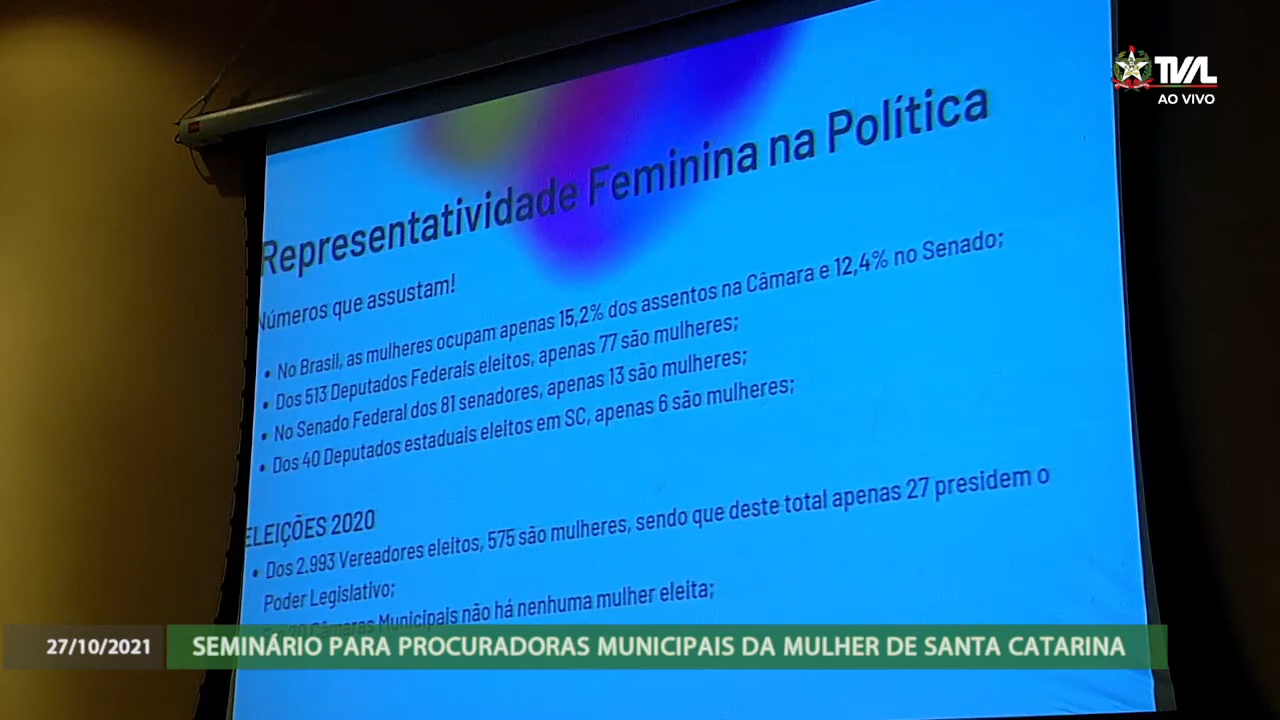 TVAL
AO VIVO
Representatividade Feminina na Política
Números que assustam!
• No Brasil, as mulheres ocupam apenas 15,2% dos assentos na Câmara e 12,4% no Senado;
• Dos 513 Deputados Federais eleitos, apenas 77 são mulheres;
• No Senado Federal dos 81 senadores, apenas 13 são mulheres;
• Dos 40 Deputados estaduais eleitos em SC, apenas 6 são mulheres;
ELEIÇÕES 2020
• Dos 2.993 Vereadores eleitos, 575 são mulheres, sendo que deste total apenas 27 presidem o
Poder Legislativo;
Câmaras Municipais não há nenhuma mulher eleita;
27/10/2021
SEMINÁRIO PARA PROCURADORAS MUNICIPAIS DA MULHER DE SANTA CATARINA